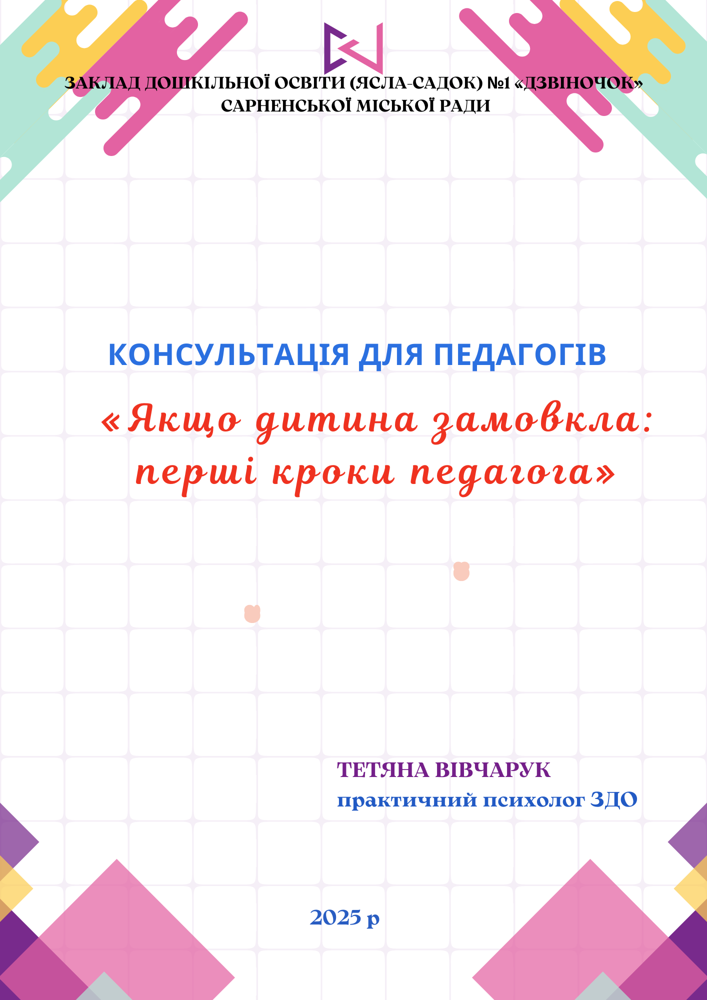 ЗАКЛАД ДОШКІЛЬНОЇ ОСВІТИ (ЯСЛА-САДОК) №1 «ДЗВІНОЧОК»
САРНЕНСЬКОЇ МІСЬКОЇ РАДИ
КОНСУЛЬТАЦІЯ ДЛЯ ПЕДАГОГІВ
«Якщо дитина замовкла:
перші кроки педагога»
ТЕТЯНА ВІВЧАРУК
практичний психолог ЗДО
2025 р